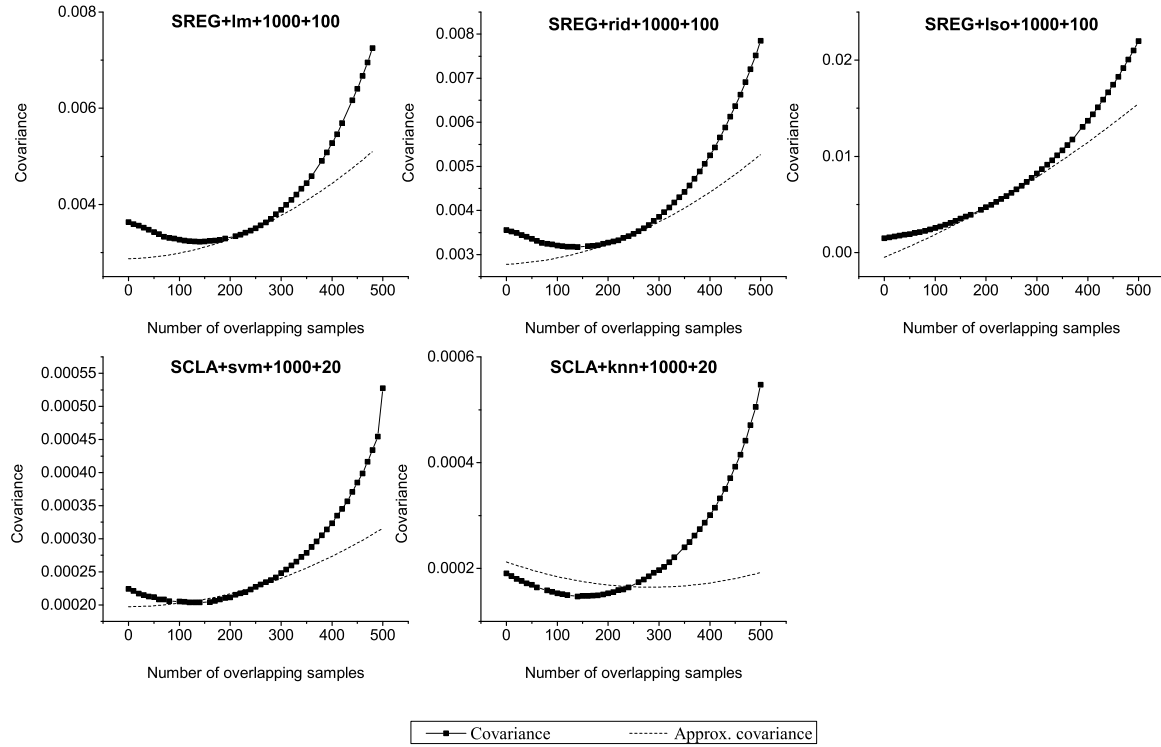 SREG+lm+1000+100
0.008
0.006
0.004
Covariance
0 100 200 300 400 500
Number of overlapping samples
SREG+rid+1000+100
0.008
0.007
0.006
0.005
0.004
0.003
Covariance
0 100 200 300 400 500
Number of overlapping samples
SREG+lso+1000+100
0.02
0.01
0.00
Covariance
0 100 200 300 400 500
Number of overlapping samples
SCLA+svm+1000+20
0.00055
0.00050
0.00045
0.00040
0.00035
0.00030
0.00025
0.00020
Covariance
0 100 200 300 400 500
Number of overlapping samples
SCLA+knn+1000+20
0.0006
0.0004
0.0002
Covariance
0 100 200 300 400 500
Number of overlapping samples
Covariance Approx. covariance